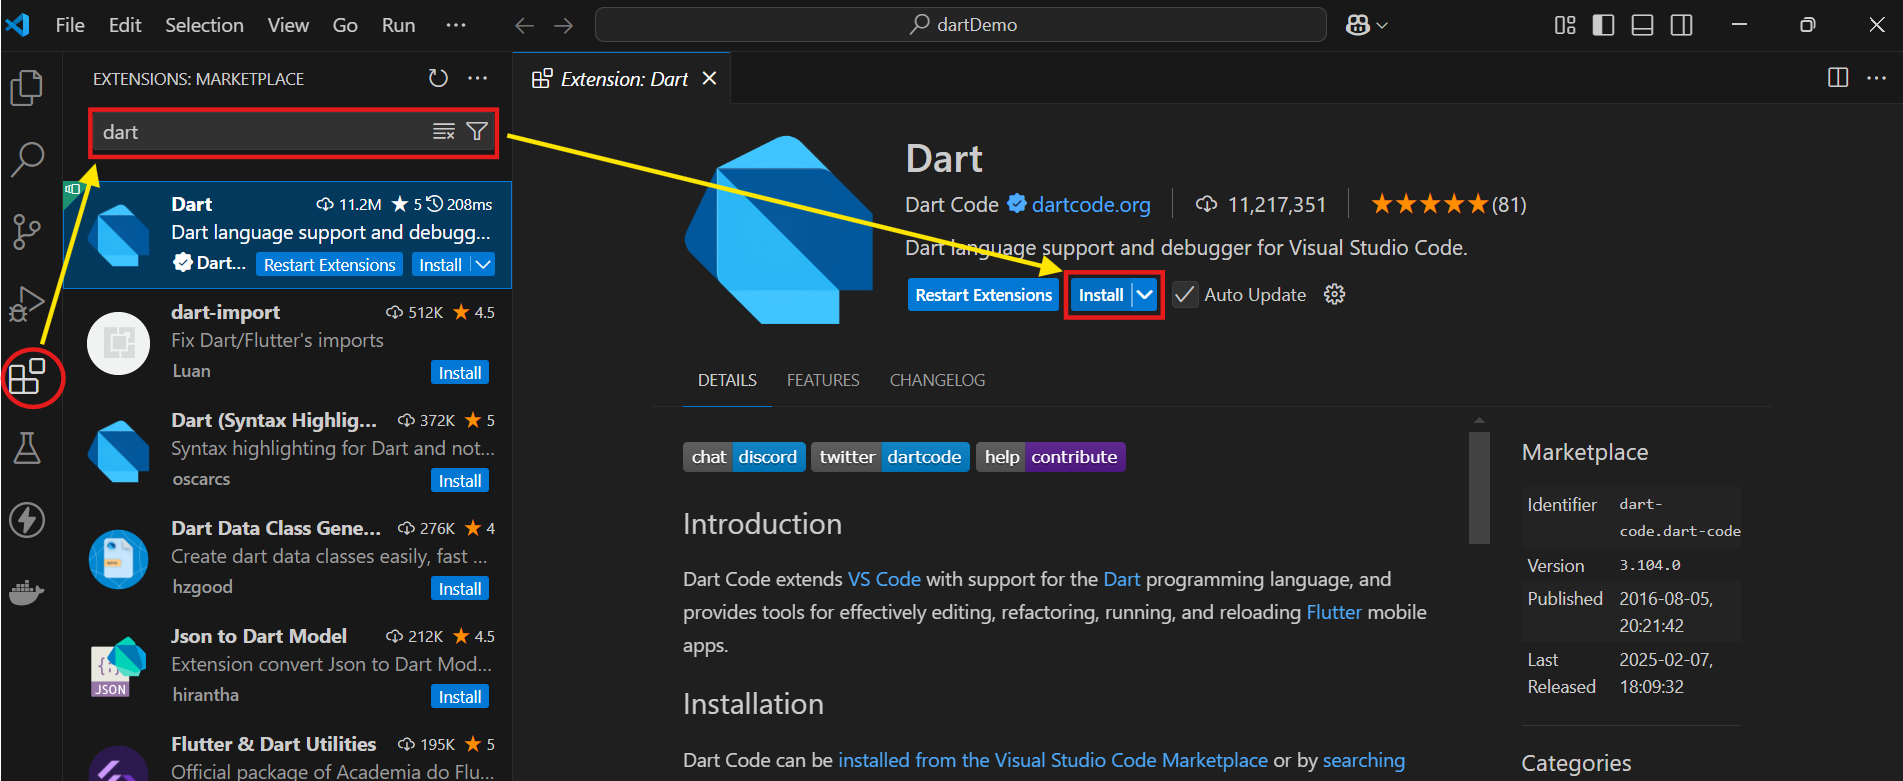 File Edit Selection View Go Run ···
dartDemo
EXTENSIONS: MARKETPLACE
dart
Dart 11.2M 5 208ms
Dart language support and debugg...
Dart... Restart Extensions Install
dart-import 512K 4.5
Fix Dart/Flutter's imports
Luan Install
Dart (Syntax Highlig... 372K 5
Syntax highlighting for Dart and not...
oscarcs Install
Dart Data Class Gene... 276K 4
Create dart data classes easily, fast ...
hzgood Install
Json to Dart Model 212K 4.5
Extension convert Json to Dart Mod...
hirantha Install
JSON
Flutter & Dart Utilities 195K 5
Official package of Academia do Flu...
Extension: Dart
Dart
Dart Code dartcode.org 11,217,351 (81)
Dart language support and debugger for Visual Studio Code.
Restart Extensions Install Auto Update
DETAILS FEATURES CHANGELOG
chat discord twitter dartcode help contribute
Introduction
Dart Code extends VS Code with support for the Dart programming language, and
provides tools for effectively editing, refactoring, running, and reloading Flutter mobile
apps.
Installation
Dart Code can be installed from the Visual Studio Code Marketplace or by searching
Marketplace
Identifier dart-
code.dart-code
Version 3.104.0
Published 2016-08-05,
20:21:42
Last 2025-02-07,
Released 18:09:32
Categories